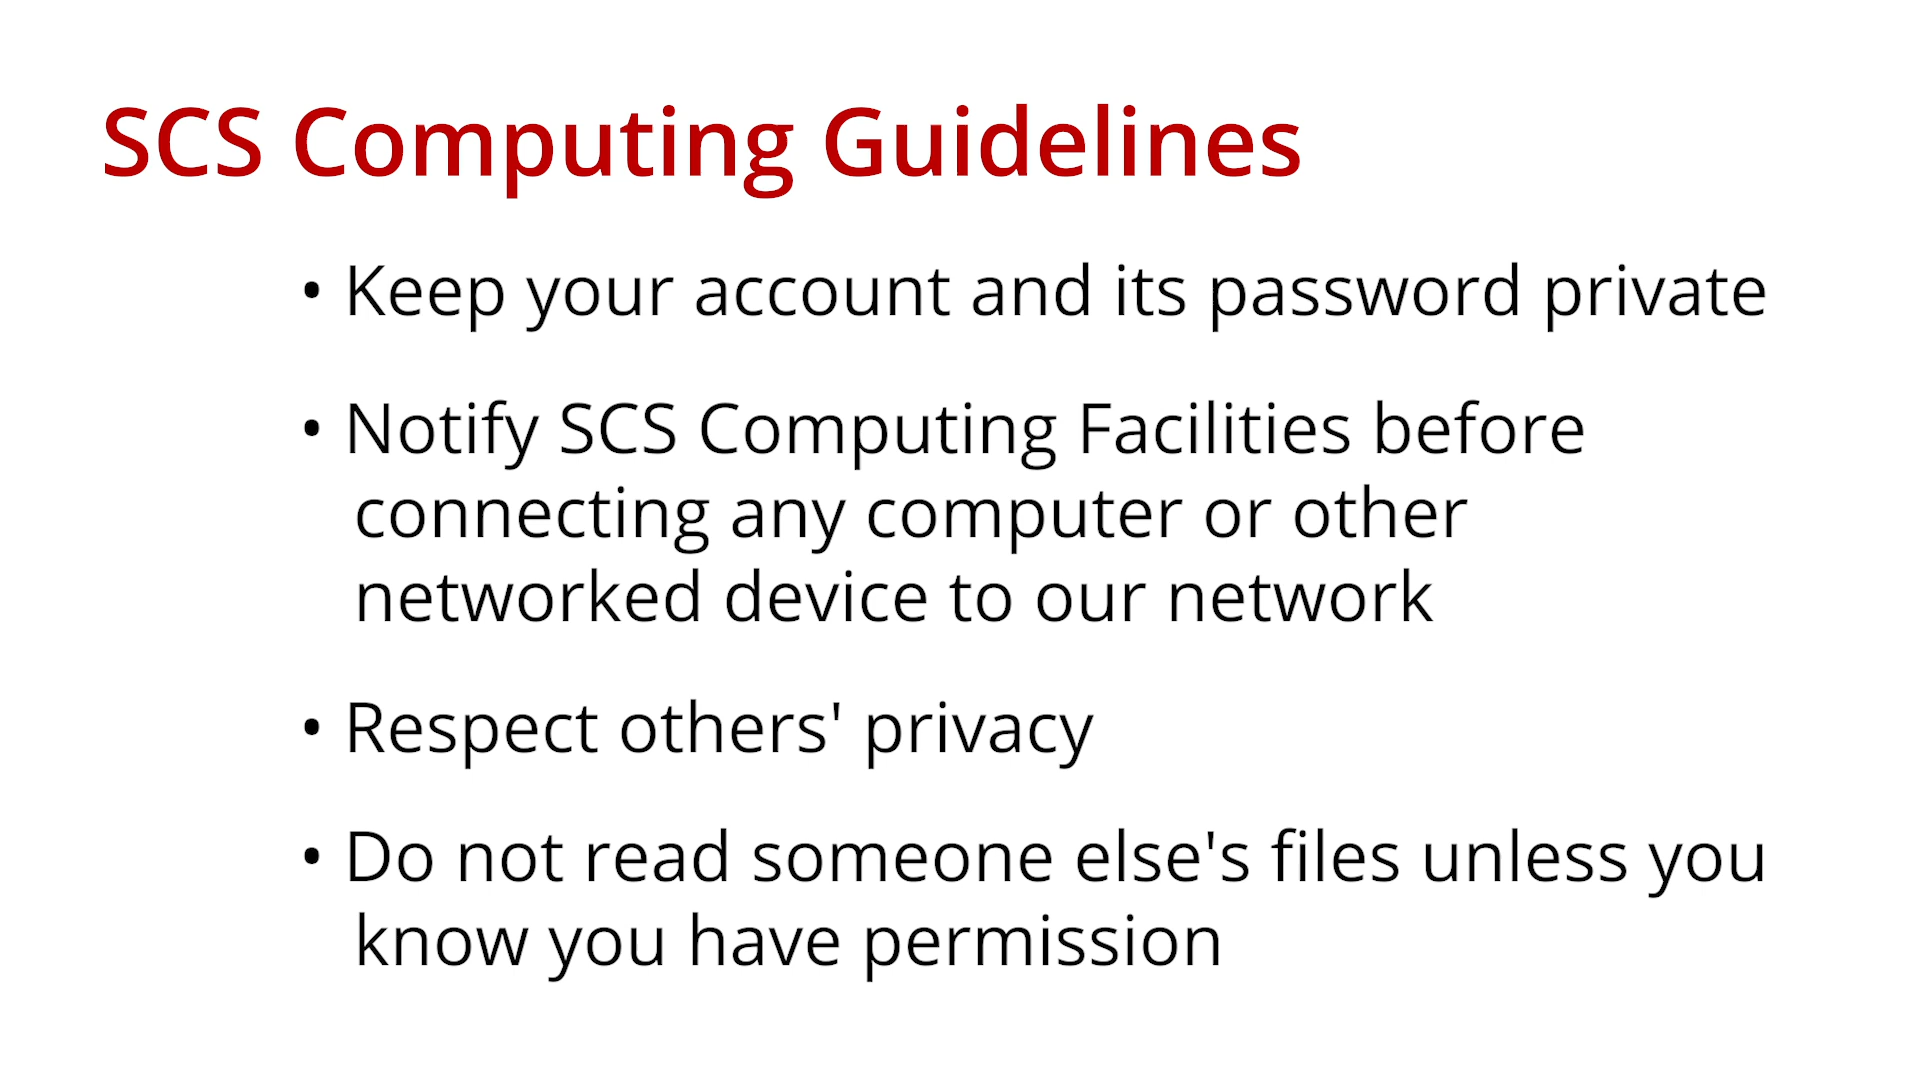 SCS Computing Guidelines
• Keep your account and its password private
• Notify SCS Computing Facilities before
connecting any computer or other
networked device to our network
• Respect others' privacy
• Do not read someone else's files unless you
know you have permission